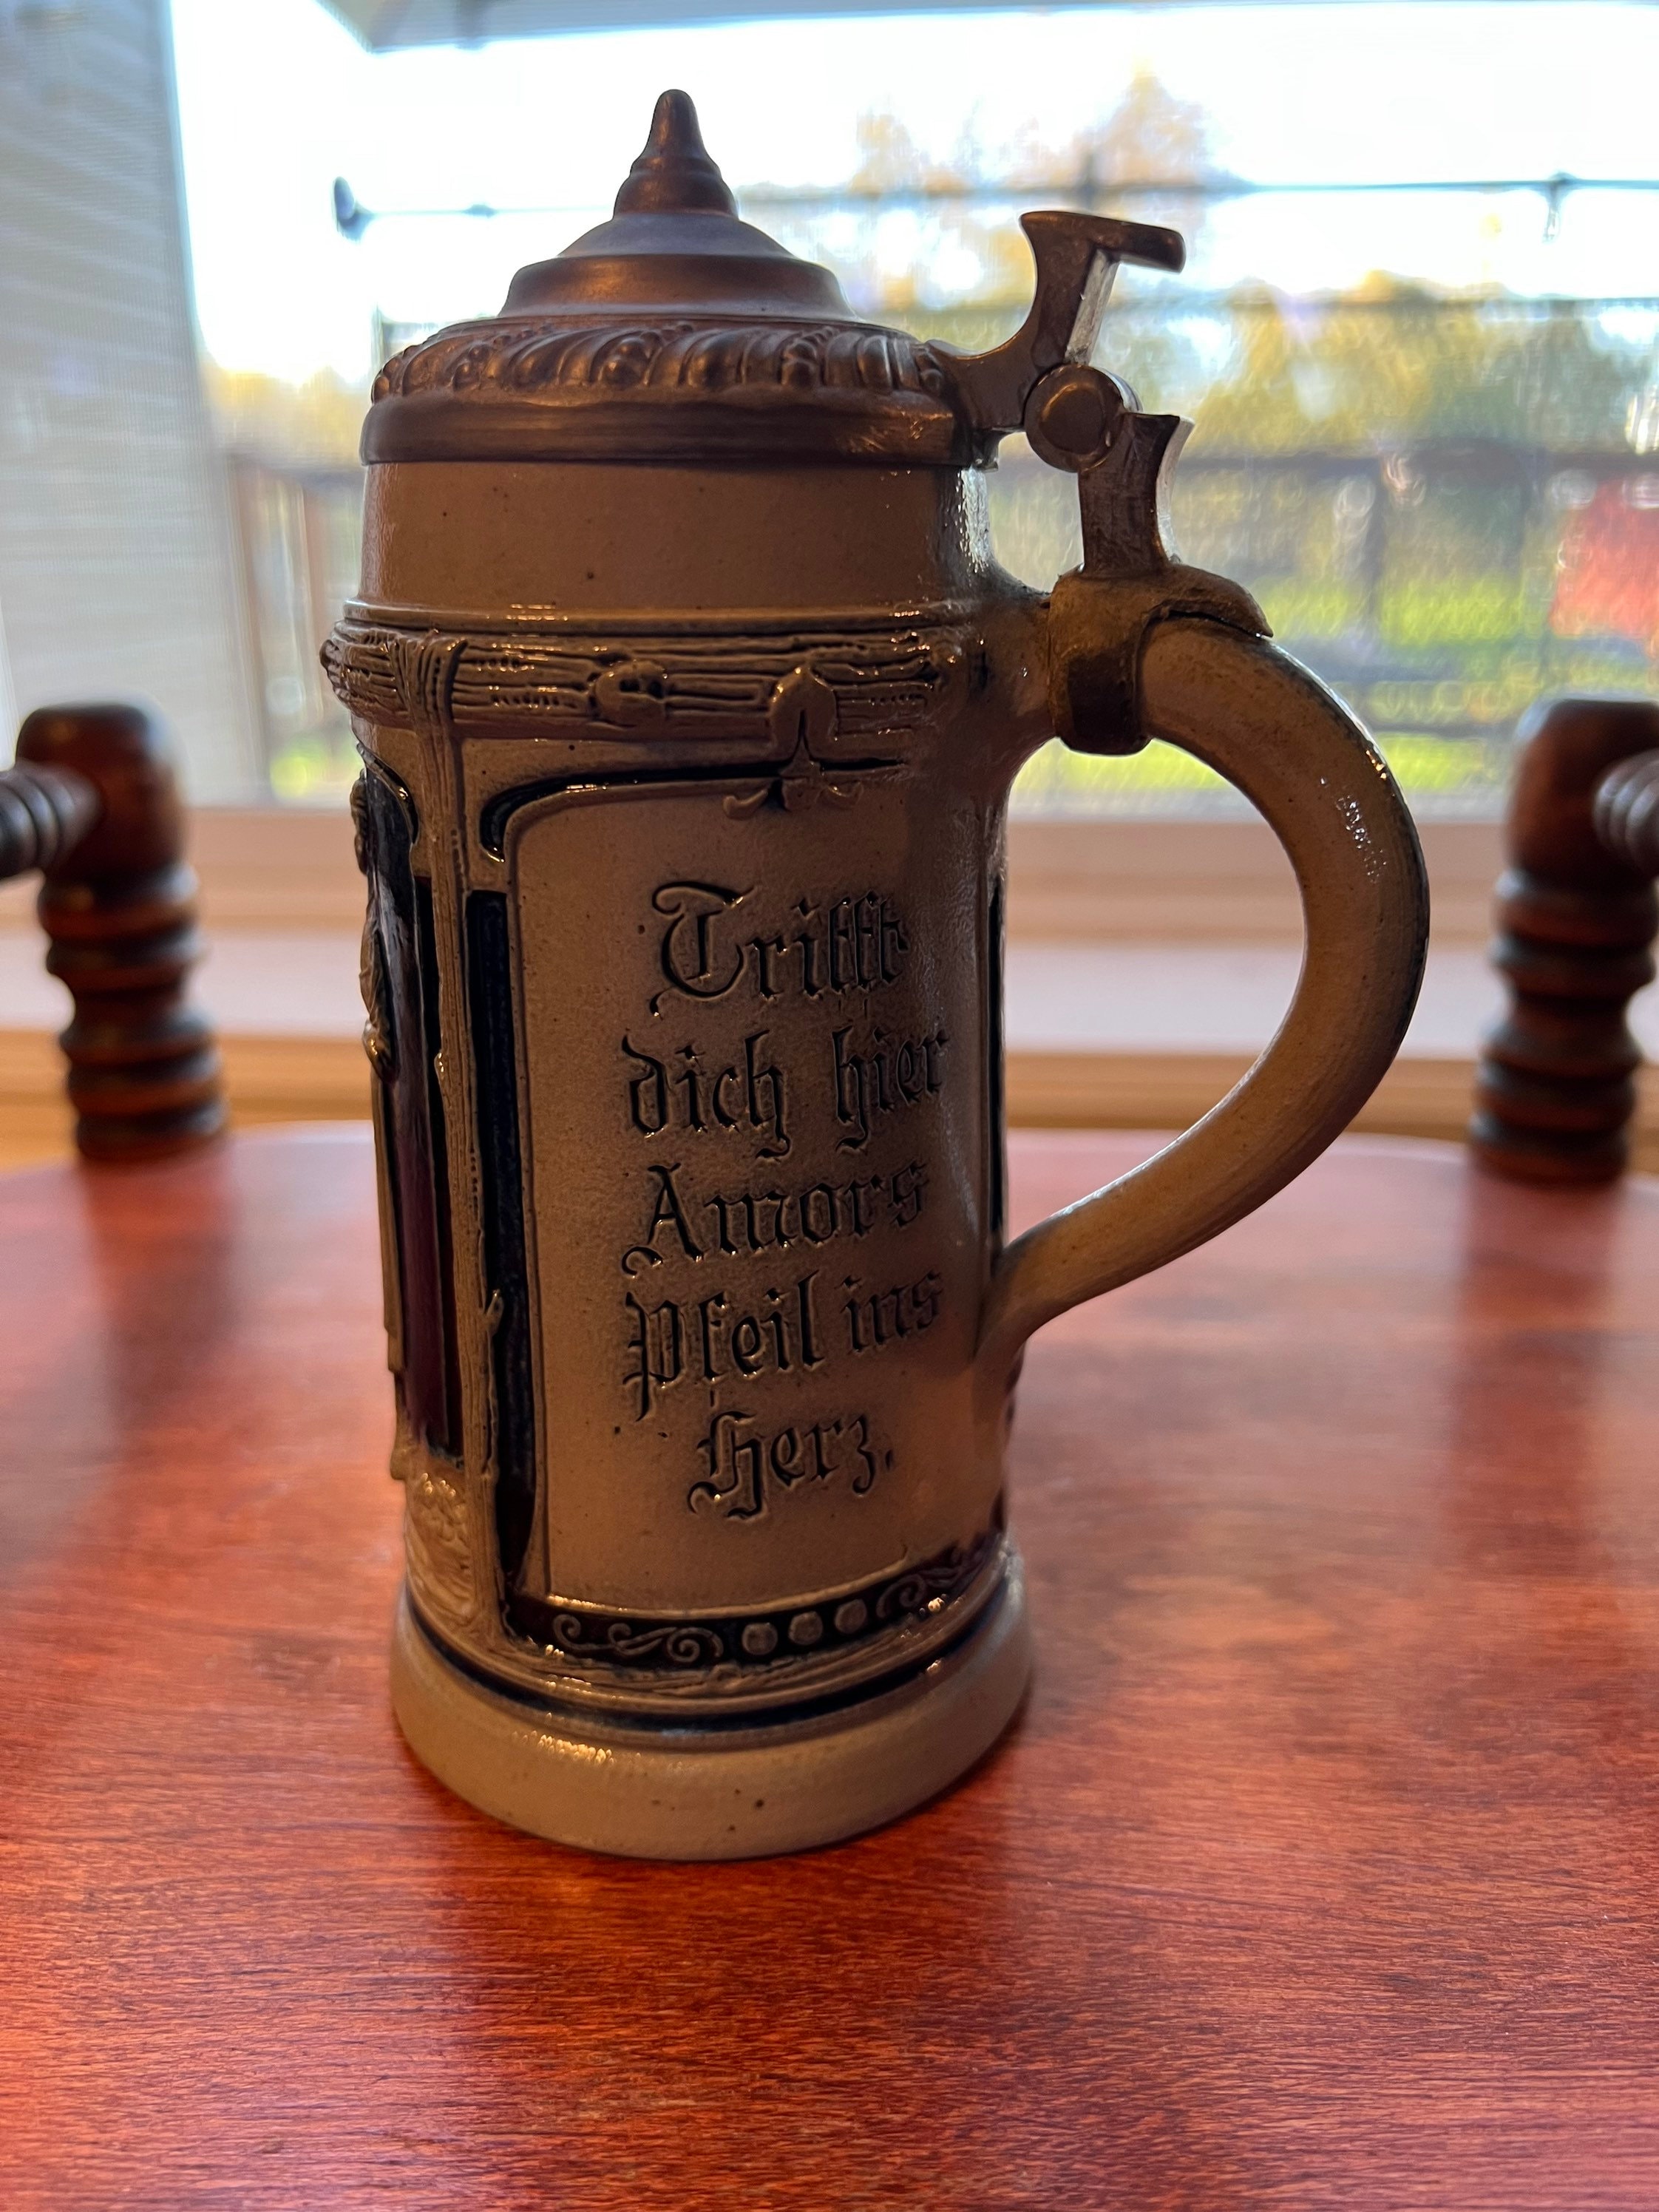 Trifft
dich hier
Amors
Pfeil ins
Herz.